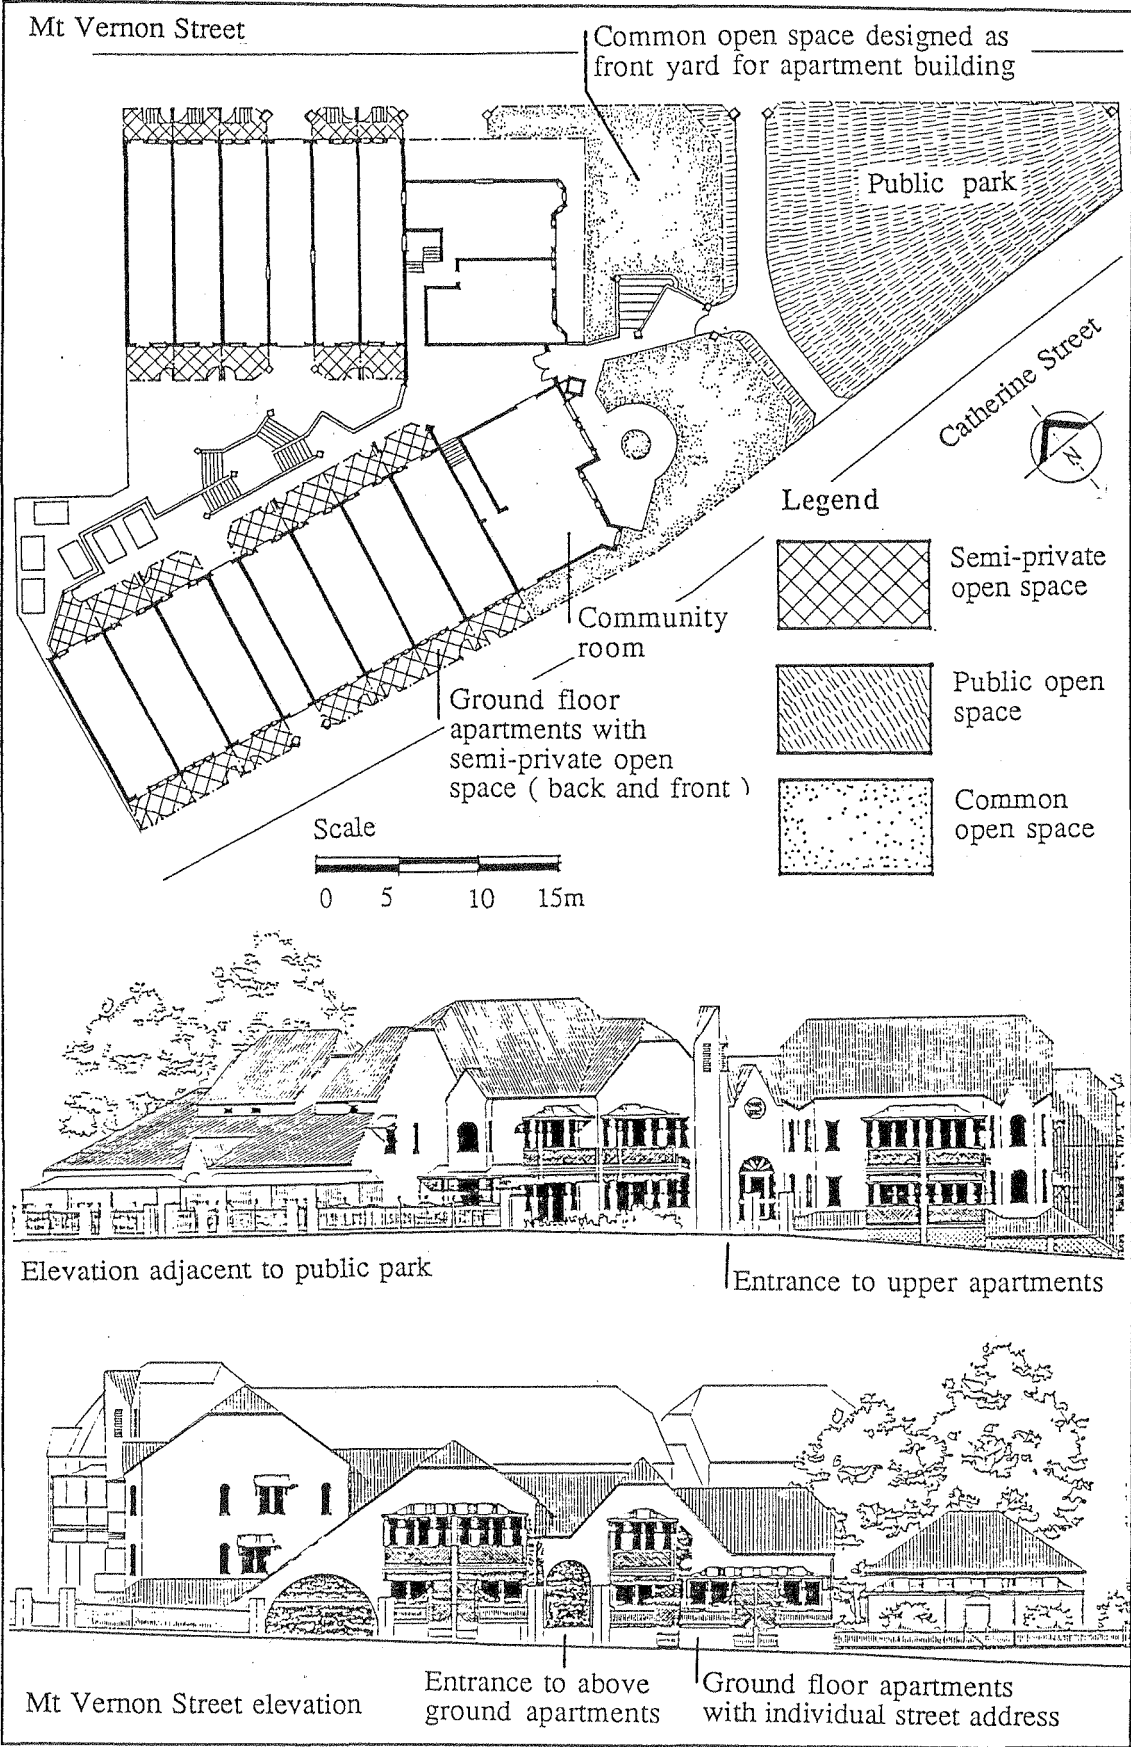 Mt Vernon Street
Common open space designed as
front yard for apartment building
Public park
Catherine Street
N
Legend
Semi-private
open space
Public open
space
Common
open space
Community
room
Ground floor
apartments with
semi-private open
space ( back and front )
Scale
0 5 10 15m
Elevation adjacent to public park
Entrance to upper apartments
Mt Vernon Street elevation
Entrance to above
ground apartments
Ground floor apartments
with individual street address